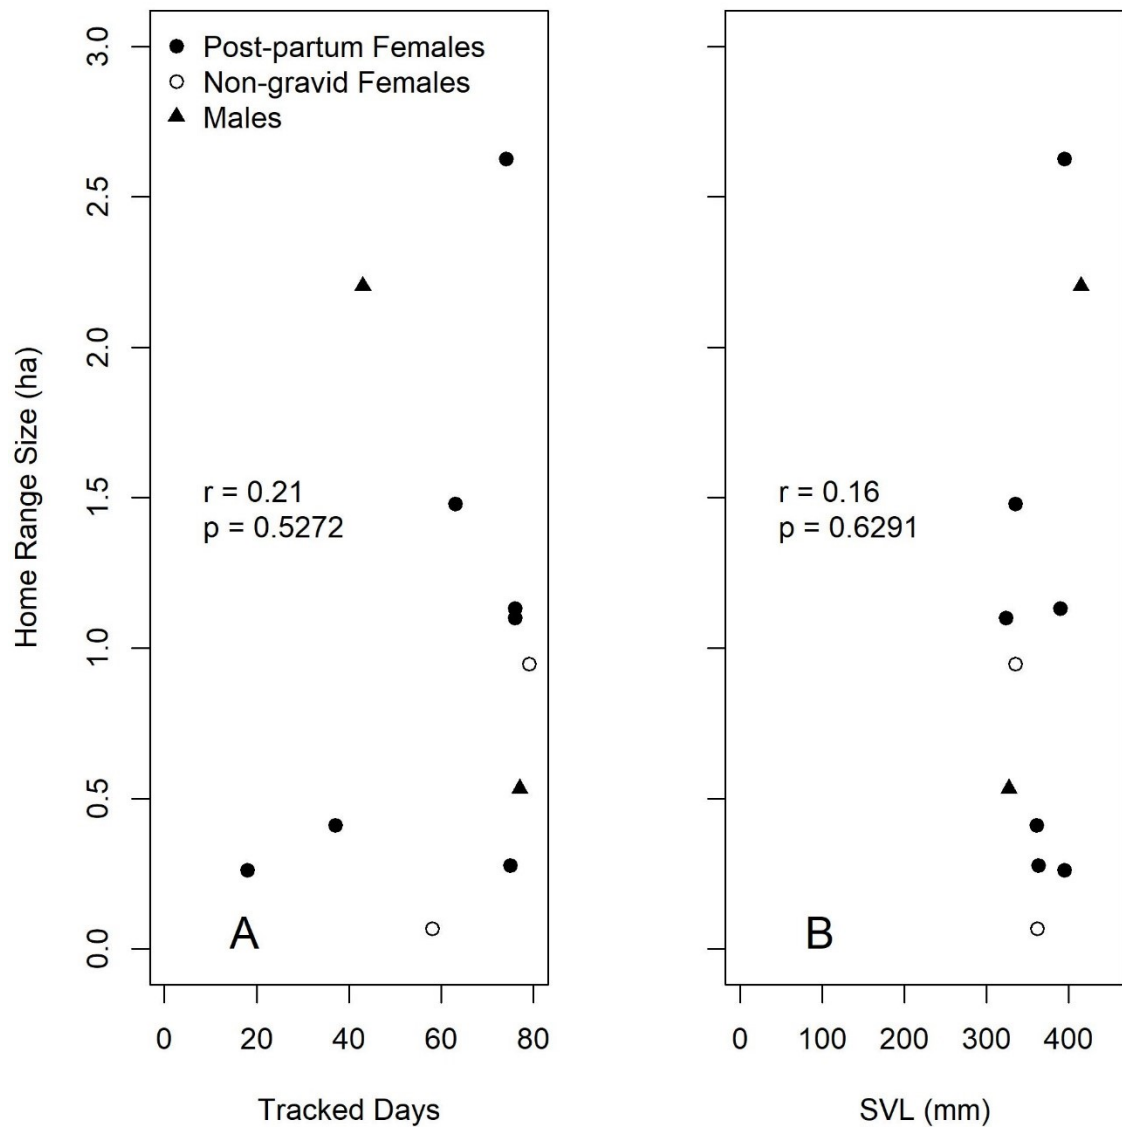 Post-partum Females
Non-gravid Females
Males
Home Range Size (ha)
3.0
2.5
2.0
1.5
1.0
0.5
0.0
r = 0.21
p = 0.5272
A
0 20 40 60 80
Tracked Days
r = 0.16
p = 0.6291
B
0 100 200 300 400
SVL (mm)